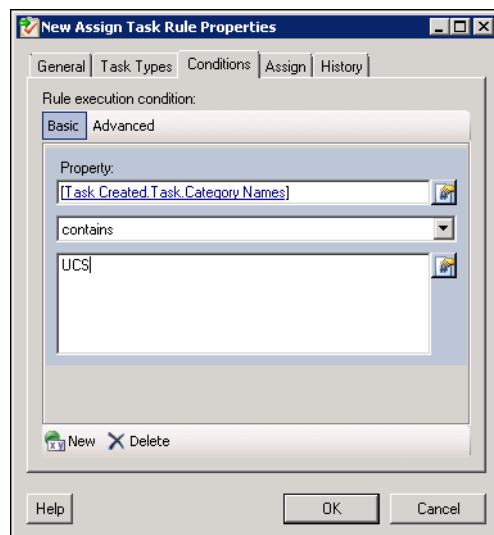 New Assign Task Rule Properties
General Task Types Conditions Assign History
Rule execution condition:
Basic Advanced
Property:
[Task Created.Task.Category Names]
contains
UCS
New Delete
Help OK Cancel